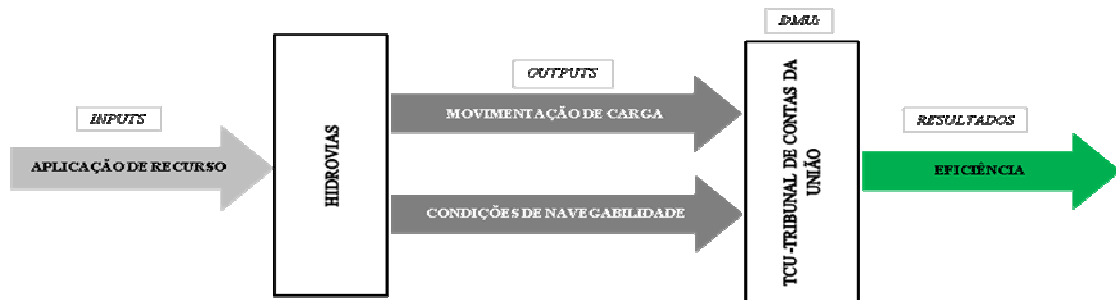 INPUTS
APLICAÇÃO DE RECURSO
HIDROVIAS
OUTPUTS
MOVIMENTAÇÃO DE CARGA
CONDIÇÕES DE NAVEGABILIDADE
DMU:
TCU -TRIBUNAL DE CONTAS DA
UNIÃO
RESULTADOS
EFICIÊNCIA